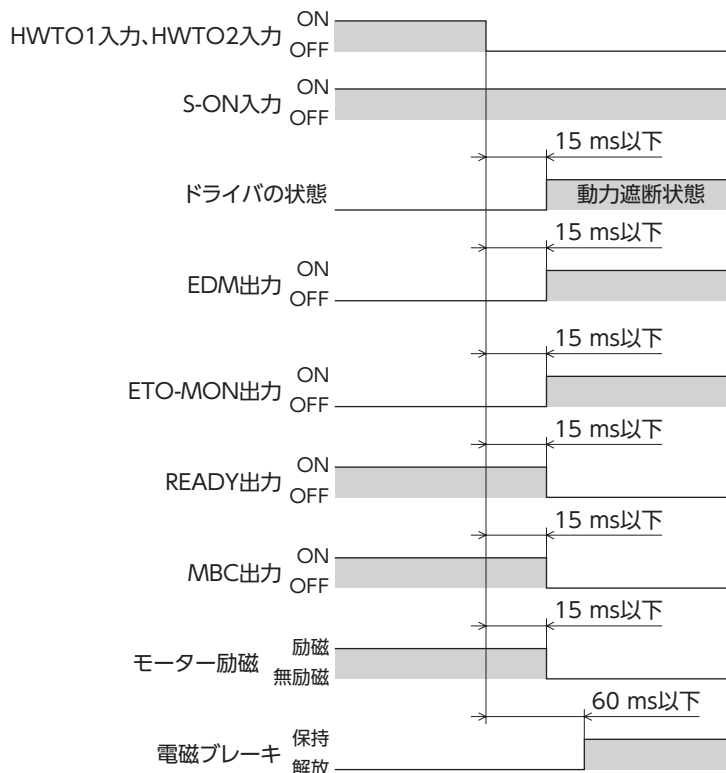 ON
HWTO1入力、HWTO2入力
OFF
ON
S-ON入力
OFF
15 ms以下
ドライバの状態
動力遮断状態
15 ms以下
ON
EDM出力
OFF
15 ms以下
ON
ETO-MON出力
OFF
15 ms以下
ON
READY出力
OFF
15 ms以下
ON
MBC出力
OFF
15 ms以下
励磁
モーター励磁
無励磁
60 ms以下
保持
電磁ブレーキ
解放